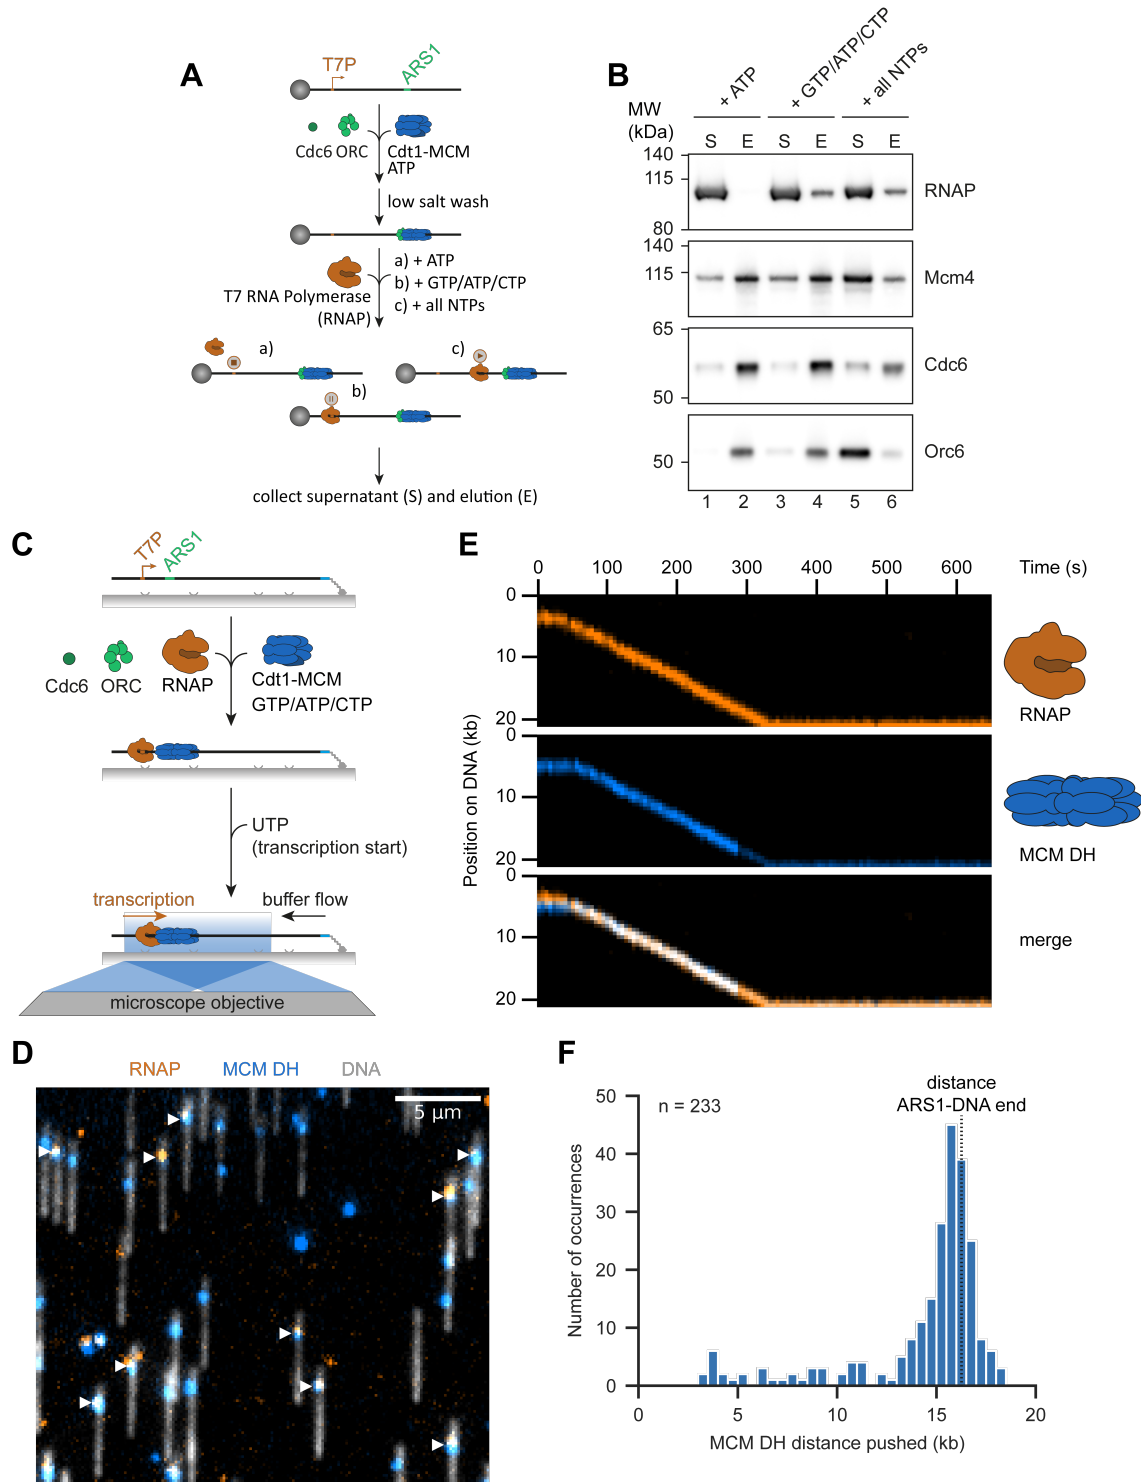 A
T7P
ARS1
Cdc6 ORC
Cdt1-MCM
ATP
low salt wash
T7 RNA Polymerase
(RNAP)
a) + ATP
b) + GTP/ATP/CTP
c) + all NTPs
a)
c)
b)
collect supernatant (S) and elution (E)
B
+ ATP
+ GTP/ATP/CTP
+ all NTPs
MW
(kDa)
S E S E S E
140
115
80
RNAP
140
115
Mcm4
65
50
Cdc6
50
Orc6
1 2 3 4 5 6
C
T7P
ARS1
Cdc6 ORC RNAP
Cdt1-MCM
GTP/ATP/CTP
UTP
(transcription start)
transcription
buffer flow
microscope objective
E
0 100 200 300 400 500 600 Time (s)
Position on DNA (kb)
0
10
20
RNAP
0
10
20
MCM DH
0
10
20
merge
D
RNAP MCM DH DNA
5 µm
F
distance
ARS1-DNA end
n = 233
Number of occurrences
50
40
30
20
10
0
0 5 10 15 20
MCM DH distance pushed (kb)